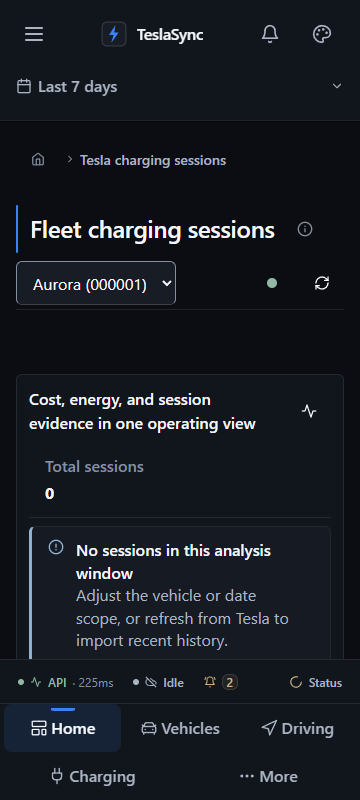 TeslaSync
Last 7 days
Tesla charging sessions
Fleet charging sessions
Aurora (000001)
Cost, energy, and session
evidence in one operating view
Total sessions
0
No sessions in this analysis
window
Adjust the vehicle or date
scope, or refresh from Tesla to
import recent history.
API · 225ms Idle 2 Status
Home Vehicles Driving
Charging More